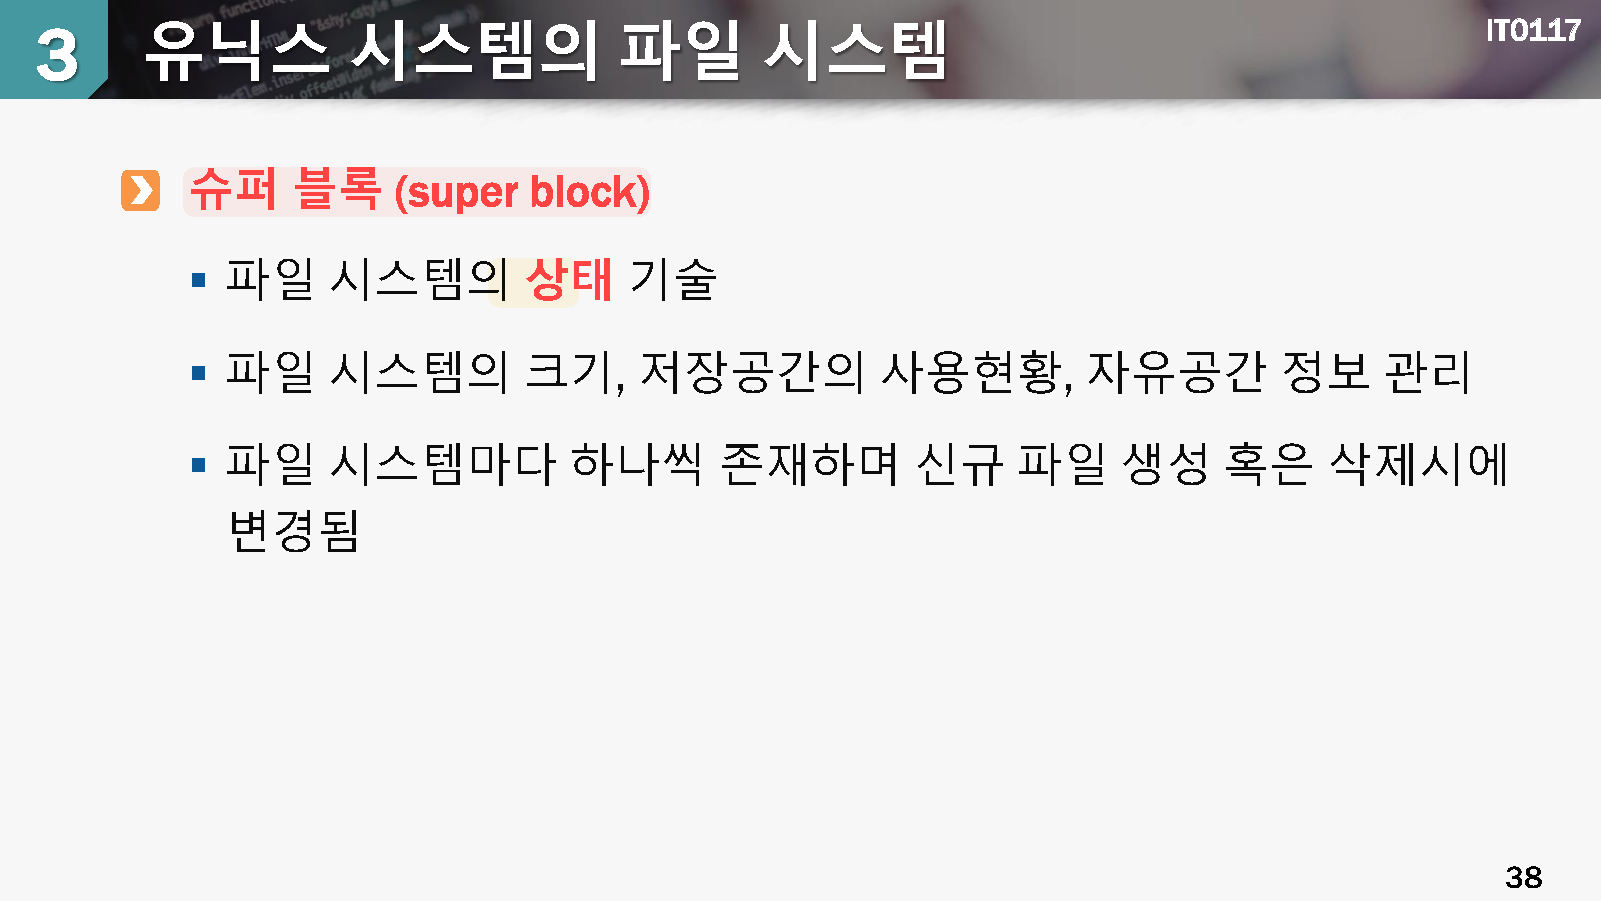 3 유닉스 시스템의 파일 시스템
IT0117
슈퍼 블록 (super block)
▪ 파일 시스템의 상태 기술
▪ 파일 시스템의 크기, 저장공간의 사용현황, 자유공간 정보 관리
▪ 파일 시스템마다 하나씩 존재하며 신규 파일 생성 혹은 삭제시에
변경됨
38